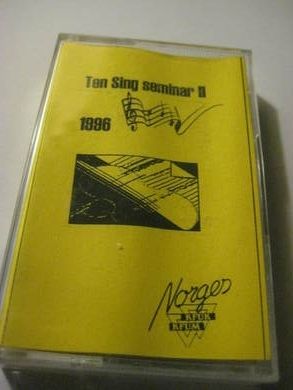 Ten Sing seminar II
1996
Norges
KFUK
KFUM